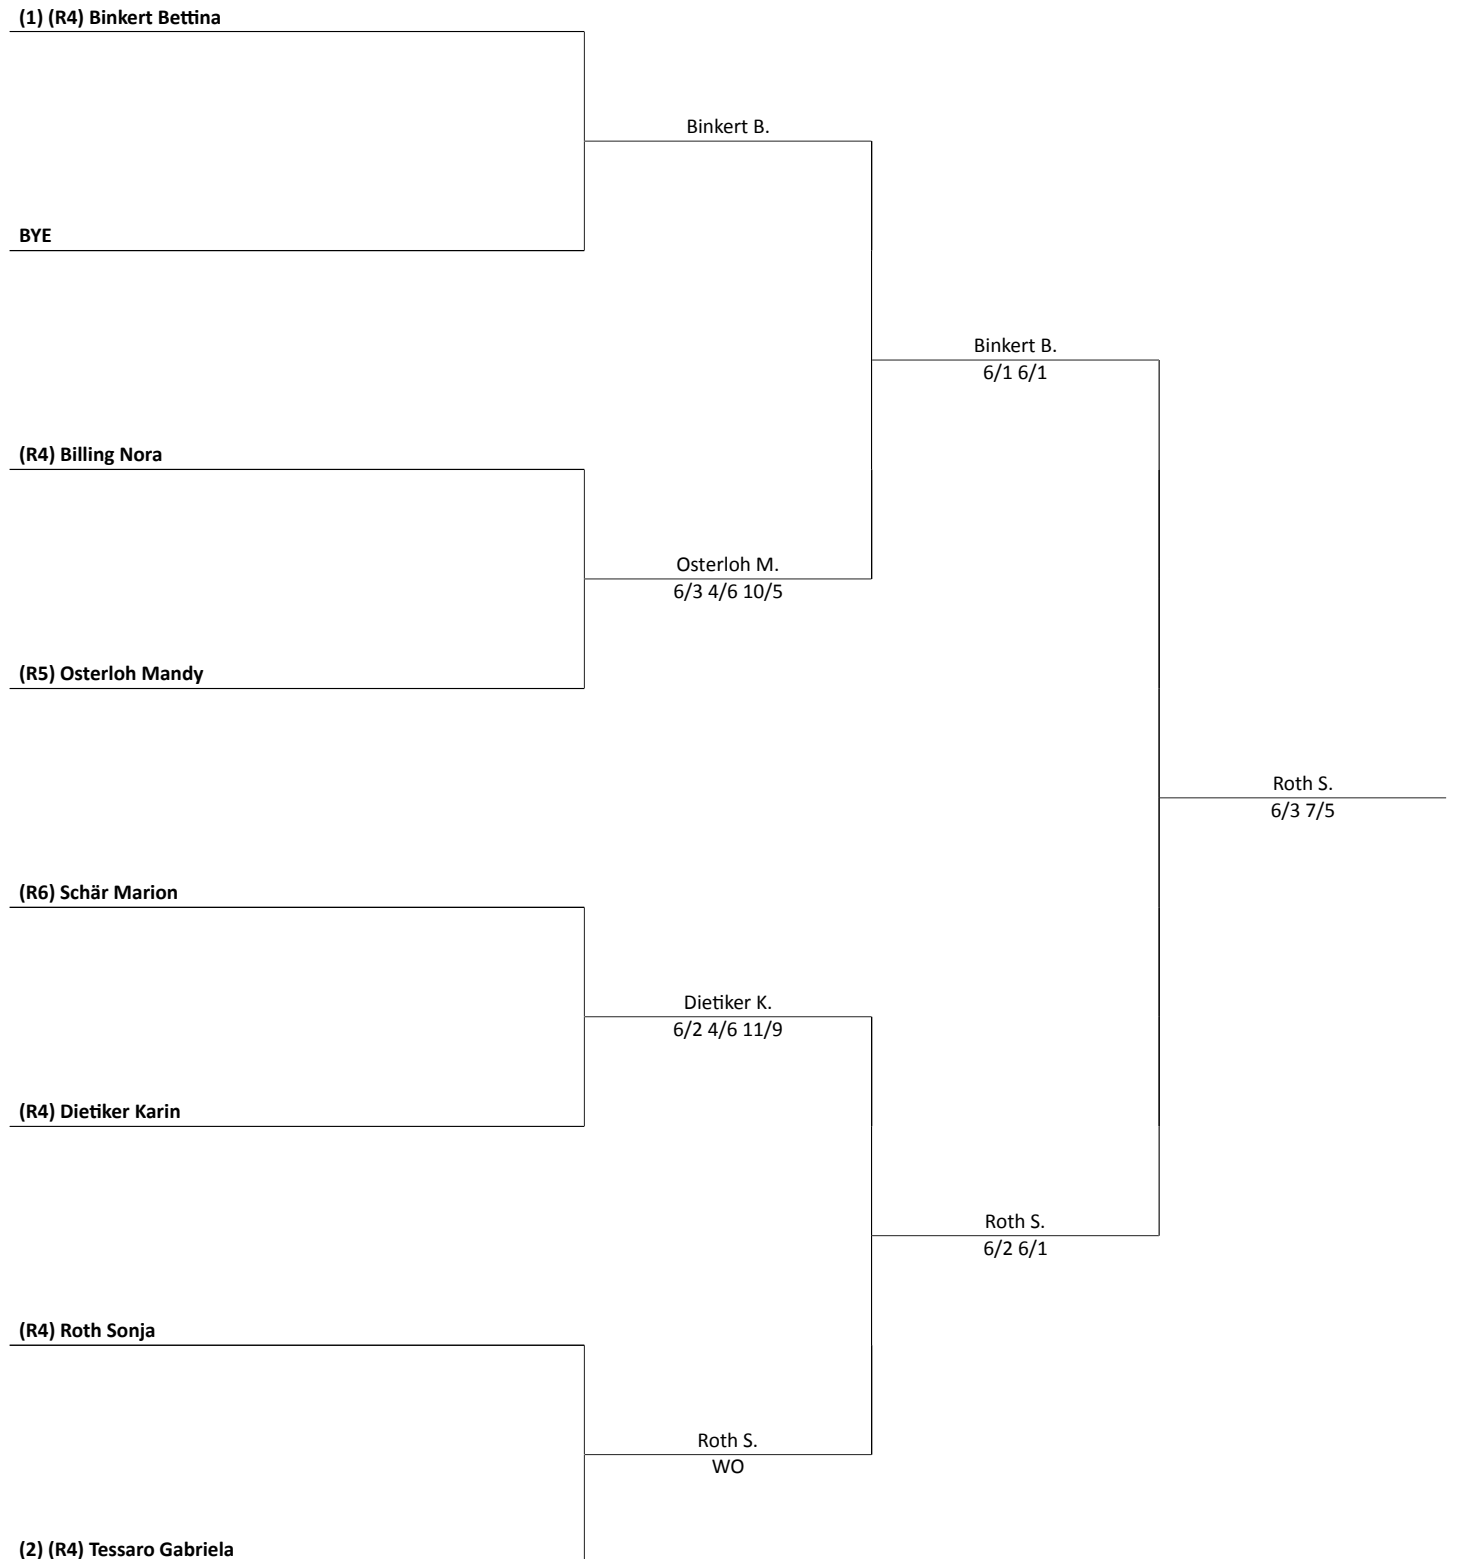 (1) (R4) Binkert Bettina
Binkert B.
BYE
Binkert B.
6/1 6/1
(R4) Billing Nora
Osterloh M.
6/3 4/6 10/5
(R5) Osterloh Mandy
Roth S.
6/3 7/5
(R6) Schär Marion
Dietiker K.
6/2 4/6 11/9
(R4) Dietiker Karin
Roth S.
6/2 6/1
(R4) Roth Sonja
Roth S.
WO
(2) (R4) Tessaro Gabriela